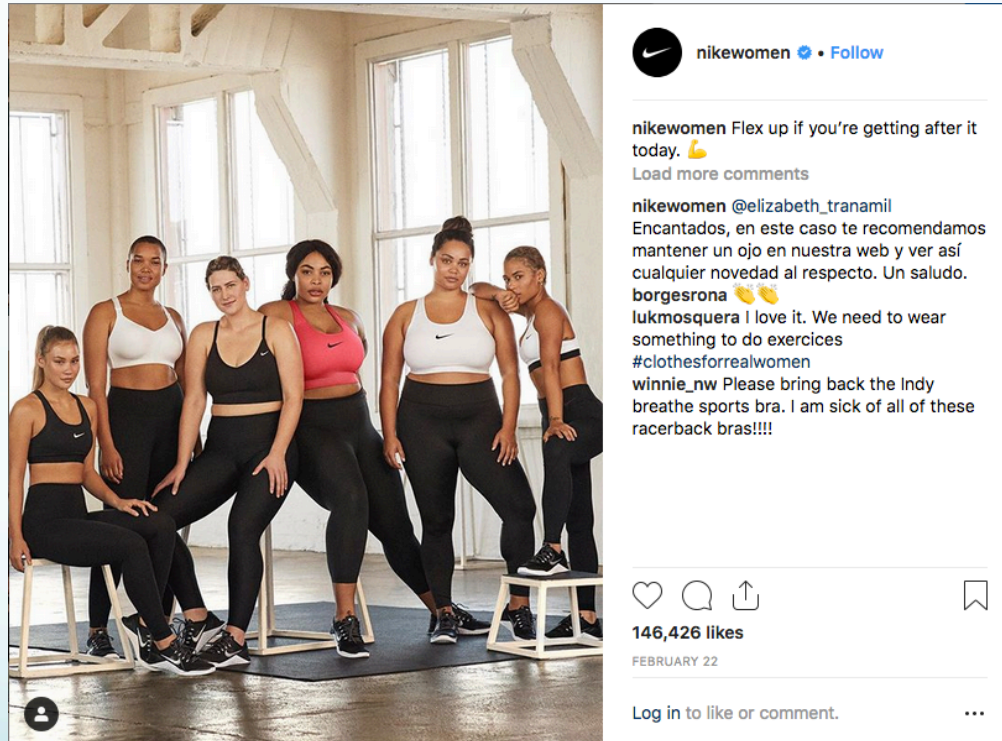 nikewomen • Follow
nikewomen Flex up if you’re getting after it
today. 💪
Load more comments
nikewomen @elizabeth_tranamil
Encantados, en este caso te recomendamos
mantener un ojo en nuestra web y ver así
cualquier novedad al respecto. Un saludo.
borgesrona 👏👏
lukmosquera I love it. We need to wear
something to do exercices
#clothesforrealwomen
winnie_nw Please bring back the Indy
breathe sports bra. I am sick of all of these
racerback bras!!!!
146,426 likes
FEBRUARY 22
Log in to like or comment.